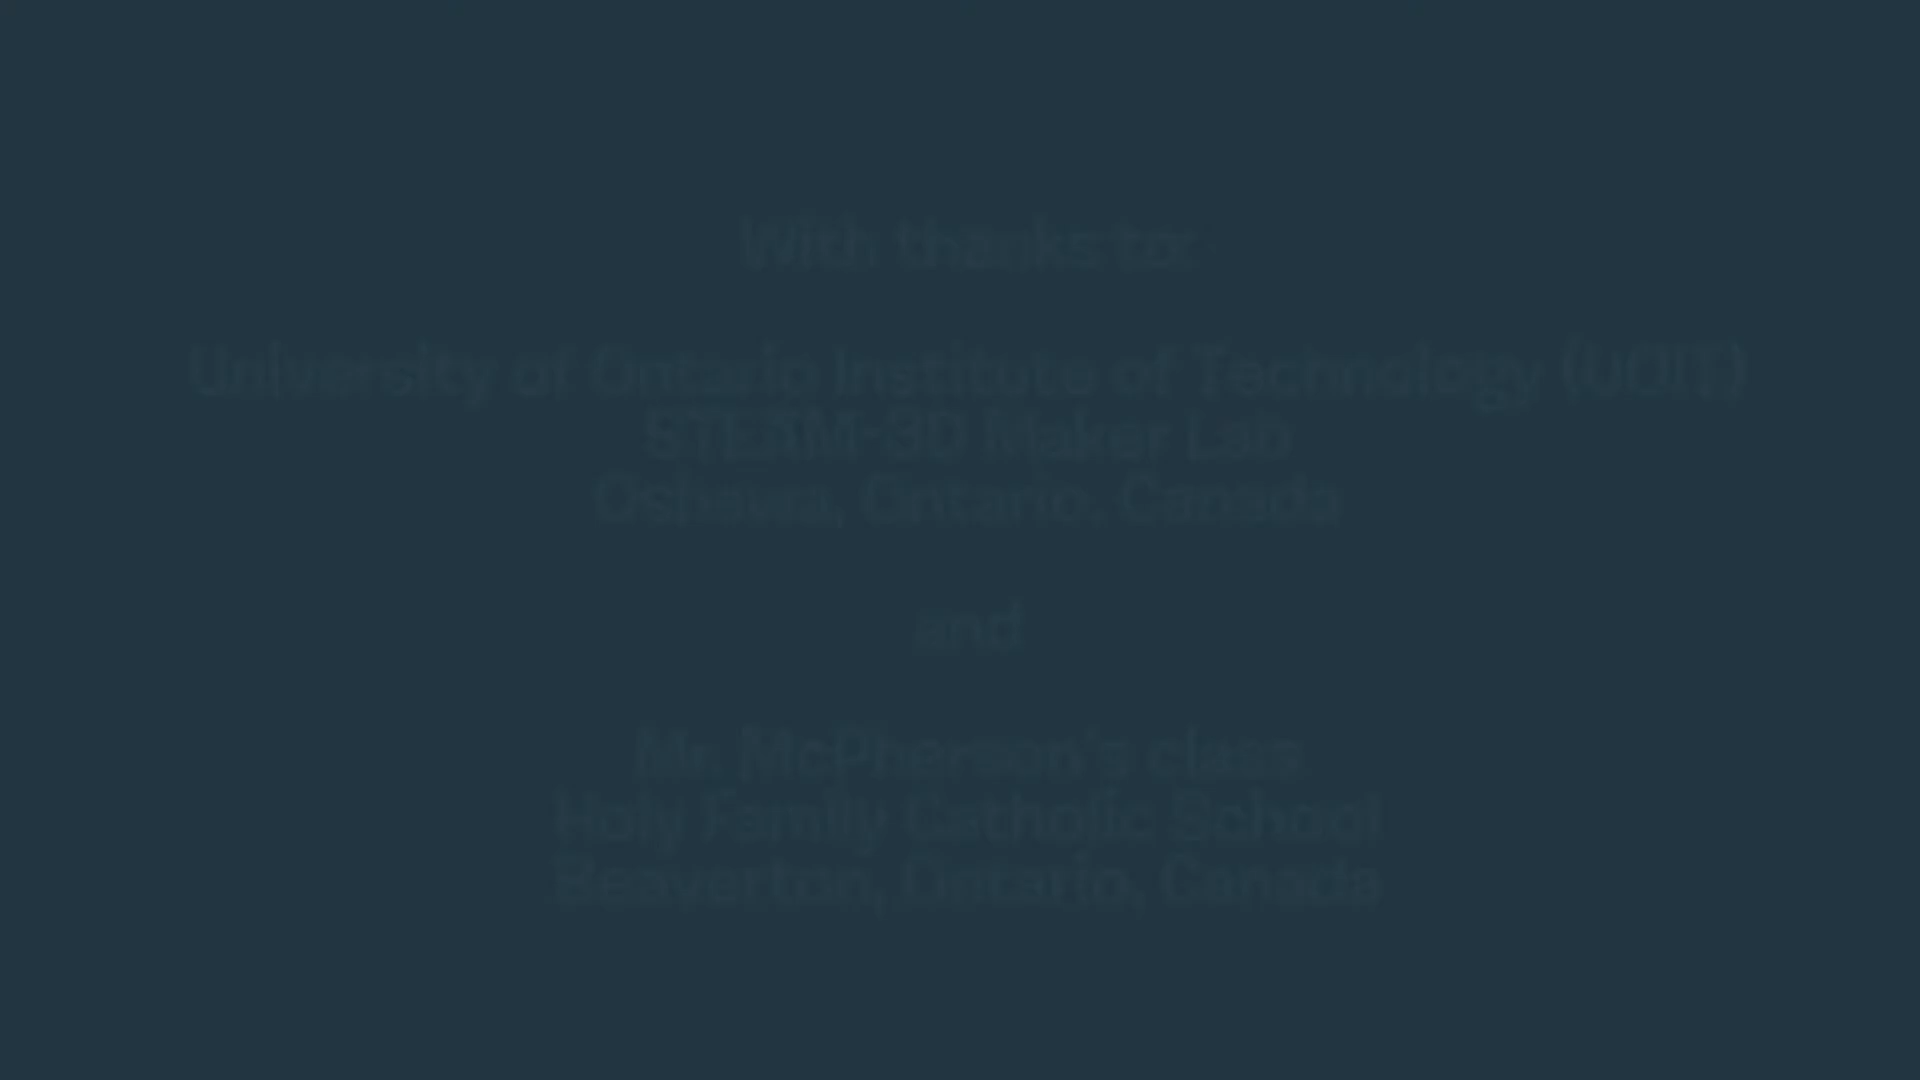 With thanks to:
University of Ontario Institute of Technology (UOIT)
STEAM-3D Maker Lab
Oshawa, Ontario, Canada
and
Mr. McPherson's class
Holy Family Catholic School
Beaverton, Ontario, Canada